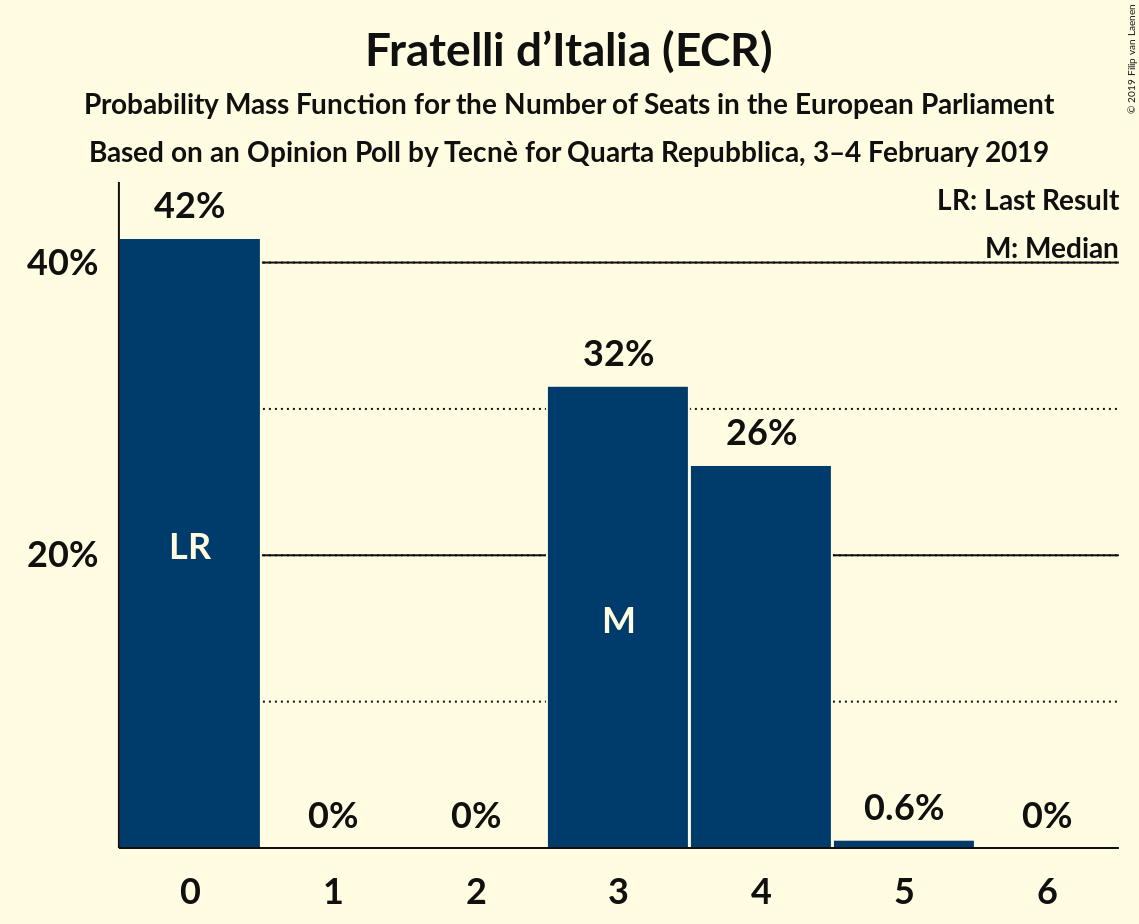 Fratelli d’Italia (ECR)
Probability Mass Function for the Number of Seats in the European Parliament
Based on an Opinion Poll by Tecnè for Quarta Repubblica, 3–4 February 2019
© 2019 Filip van Laenen
LR: Last Result
M: Median
42%
40%
32%
26%
LR
20%
M
0%
0%
0.6%
0%
0
1
2
3
4
5
6